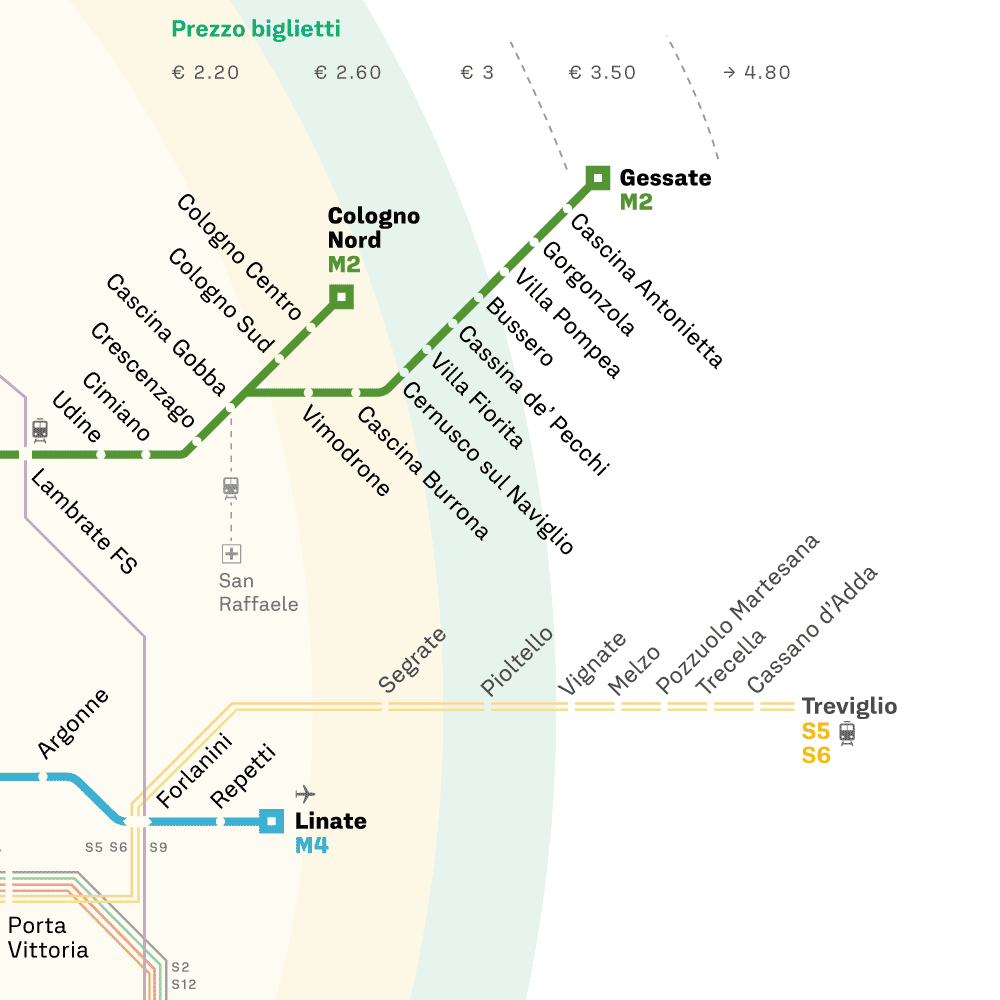 Prezzo biglietti
€ 2.20
€ 2.60
€ 3
€ 3.50
→ 4.80
Gessate
M2
Cologno
Nord
M2
Cologno Centro
Cologno Sud
Cascina Gobba
Crescenzago
Cimiano
Udine
Lambrate FS
Cascina Antonietta
Gorgonzola
Villa Pompea
Bussero
Cassina de’ Pecchi
Villa Fiorita
Cernusco sul Naviglio
Cascina Burrona
Vimodrone
San
Raffaele
Segrate
Pioltello
Vignate
Melzo
Pozzuolo Martesana
Trecella
Cassano d’Adda
Treviglio
S5
S6
Argonne
Forlanini
Repetti
Linate
M4
S5 S6
S9
Porta
Vittoria
S2
S12